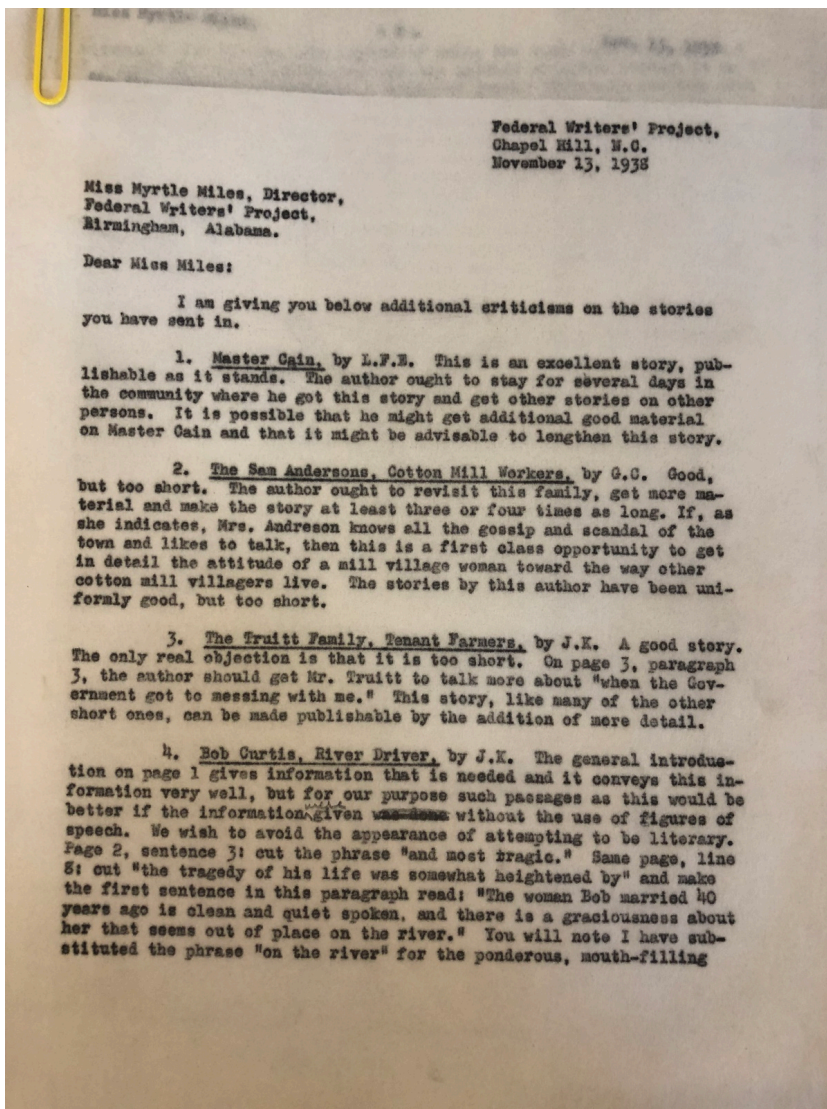 Miss Myrtle Miles,
- 2 -
Nov. 13, 1938
Federal Writers' Project,
Chapel Hill, N.C.
November 13, 1938
Miss Myrtle Miles, Director,
Federal Writers' Project,
Birmingham, Alabama.
Dear Miss Miles:
I am giving you below additional criticisms on the stories
you have sent in.
1. Master Cain, by L.F.E. This is an excellent story, pub-
lishable as it stands. The author ought to stay for several days in
the community where he got this story and get other stories on other
persons. It is possible that he might get additional good material
on Master Cain and that it might be advisable to lengthen this story.
2. The Sam Andersons, Cotton Mill Workers, by G.C. Good,
but too short. The author ought to revisit this family, get more ma-
terial and make the story at least three or four times as long. If, as
she indicates, Mrs. Andreson knows all the gossip and scandal of the
town and likes to talk, then this is a first class opportunity to get
in detail the attitude of a mill village woman toward the way other
cotton mill villagers live. The stories by this author have been uni-
formly good, but too short.
3. The Truitt Family, Tenant Farmers, by J.K. A good story.
The only real objection is that it is too short. On page 3, paragraph
3, the author should get Mr. Truitt to talk more about "when the Gov-
ernment got to messing with me." This story, like many of the other
short ones, can be made publishable by the addition of more detail.
4. Bob Curtis, River Driver, by J.K. The general introduc-
tion on page 1 gives information that is needed and it conveys this in-
formation very well, but for our purpose such passages as this would be
better if the information given was done without the use of figures of
speech. We wish to avoid the appearance of attempting to be literary.
Page 2, sentence 3: cut the phrase "and most tragic." Same page, line
8: cut "the tragedy of his life was somewhat heightened by" and make
the first sentence in this paragraph read: "The woman Bob married 40
years ago is clean and quiet spoken, and there is a graciousness about
her that seems out of place on the river." You will note I have sub-
stituted the phrase "on the river" for the ponderous, mouth-filling